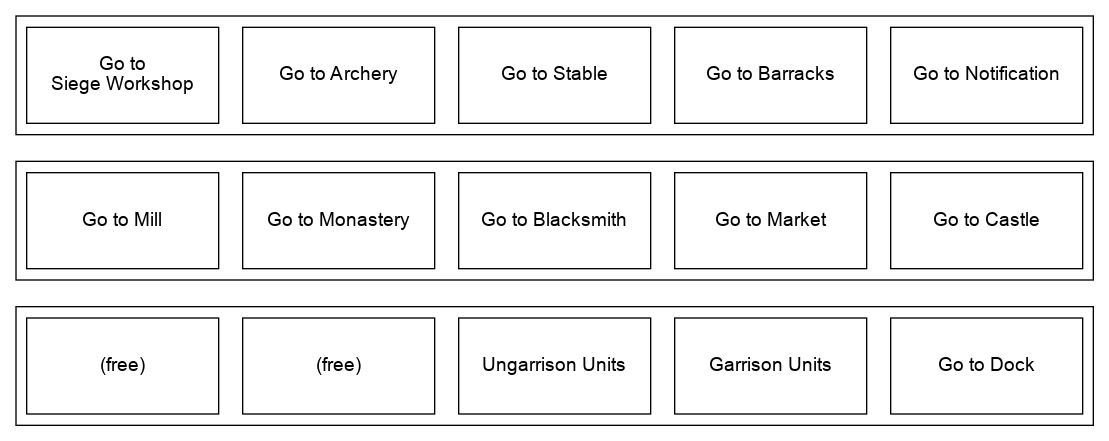 Go to
Siege Workshop
Go to Archery
Go to Stable
Go to Barracks
Go to Notification
Go to Mill
Go to Monastery
Go to Blacksmith
Go to Market
Go to Castle
(free)
(free)
Ungarrison Units
Garrison Units
Go to Dock